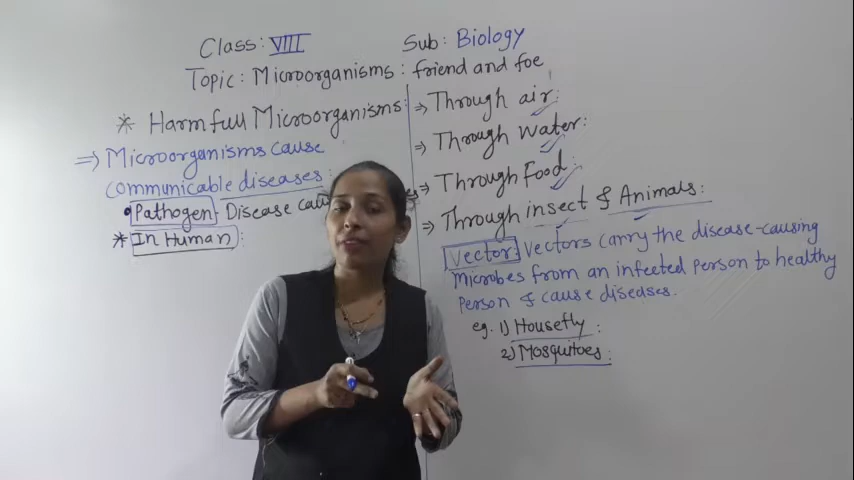 Class: VIII Sub: Biology
Topic: Microorganisms: friend and foe
* Harmfull Microorganisms:
⇒ Microorganisms cause
communicable diseases:
• Pathogen- Disease
* In Human:
⇒ Through air:
⇒ Through Water:
⇒ Through Food:
⇒ Through insect & Animals:
Vector: Vectors carry the disease-causing
Microbes from an infected person to healthy
person & cause diseases.
eg. 1) Housefly:
2) Mosquitoes: